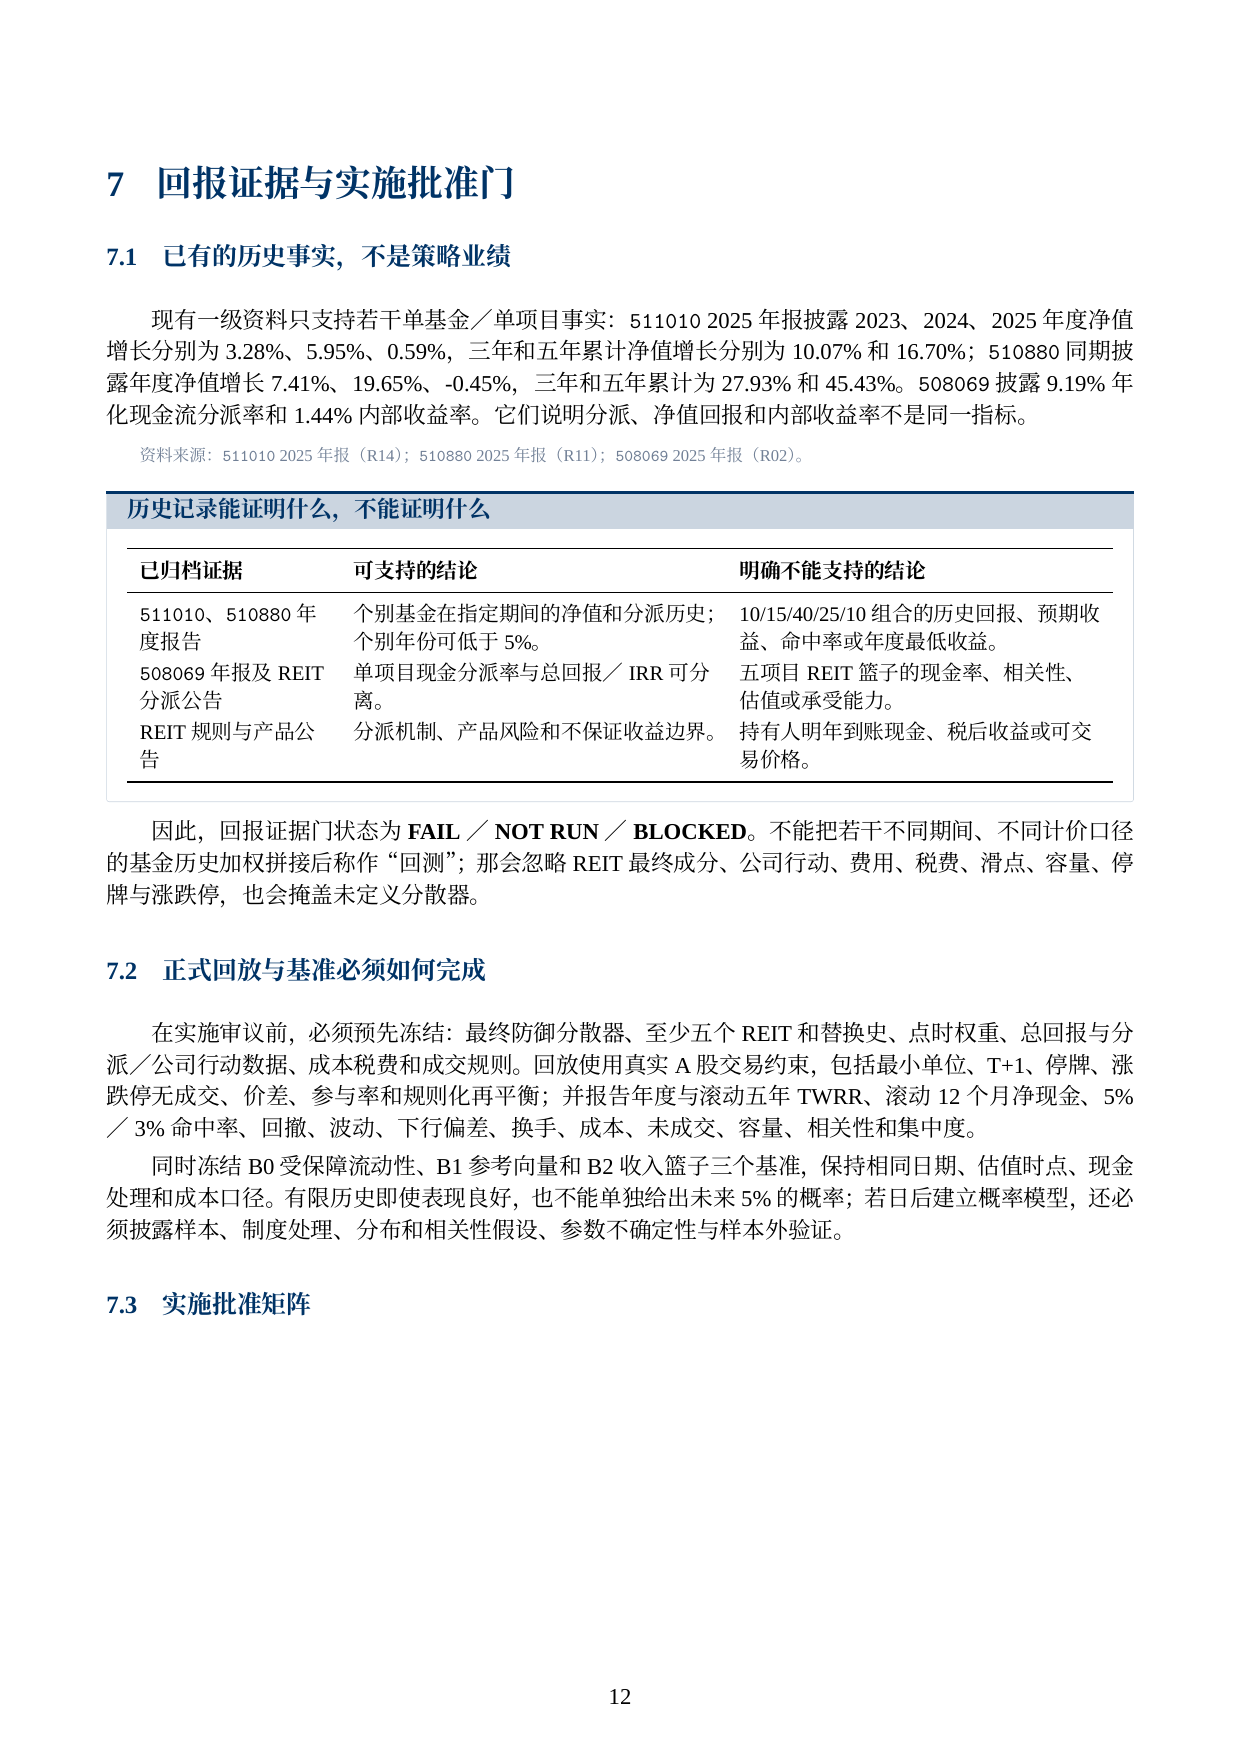 7 回报证据与实施批准门
7.1 已有的历史事实，不是策略业绩
现有一级资料只支持若干单基金／单项目事实：511010 2025 年报披露 2023、2024、2025 年度净值
增长分别为 3.28%、5.95%、0.59%，三年和五年累计净值增长分别为 10.07% 和 16.70%；510880 同期披
露年度净值增长 7.41%、19.65%、-0.45%，三年和五年累计为 27.93% 和 45.43%。508069 披露 9.19% 年
化现金流分派率和 1.44% 内部收益率。它们说明分派、净值回报和内部收益率不是同一指标。
资料来源：511010 2025 年报（R14）；510880 2025 年报（R11）；508069 2025 年报（R02）。
历史记录能证明什么，不能证明什么
已归档证据 可支持的结论 明确不能支持的结论
511010、510880 年 个别基金在指定期间的净值和分派历史； 10/15/40/25/10 组合的历史回报、预期收
度报告 个别年份可低于 5%。 益、命中率或年度最低收益。
508069 年报及 REIT 单项目现金分派率与总回报／ IRR 可分 五项目 REIT 篮子的现金率、相关性、
分派公告 离。 估值或承受能力。
REIT 规则与产品公 分派机制、产品风险和不保证收益边界。 持有人明年到账现金、税后收益或可交
告 易价格。
因此，回报证据门状态为 FAIL ／ NOT RUN ／ BLOCKED。不能把若干不同期间、不同计价口径
的基金历史加权拼接后称作“回测”；那会忽略 REIT 最终成分、公司行动、费用、税费、滑点、容量、停
牌与涨跌停，也会掩盖未定义分散器。
7.2 正式回放与基准必须如何完成
在实施审议前，必须预先冻结：最终防御分散器、至少五个 REIT 和替换史、点时权重、总回报与分
派／公司行动数据、成本税费和成交规则。回放使用真实 A 股交易约束，包括最小单位、T+1、停牌、涨
跌停无成交、价差、参与率和规则化再平衡；并报告年度与滚动五年 TWRR、滚动 12 个月净现金、5%
／ 3% 命中率、回撤、波动、下行偏差、换手、成本、未成交、容量、相关性和集中度。
同时冻结 B0 受保障流动性、B1 参考向量和 B2 收入篮子三个基准，保持相同日期、估值时点、现金
处理和成本口径。有限历史即使表现良好，也不能单独给出未来 5% 的概率；若日后建立概率模型，还必
须披露样本、制度处理、分布和相关性假设、参数不确定性与样本外验证。
7.3 实施批准矩阵
12